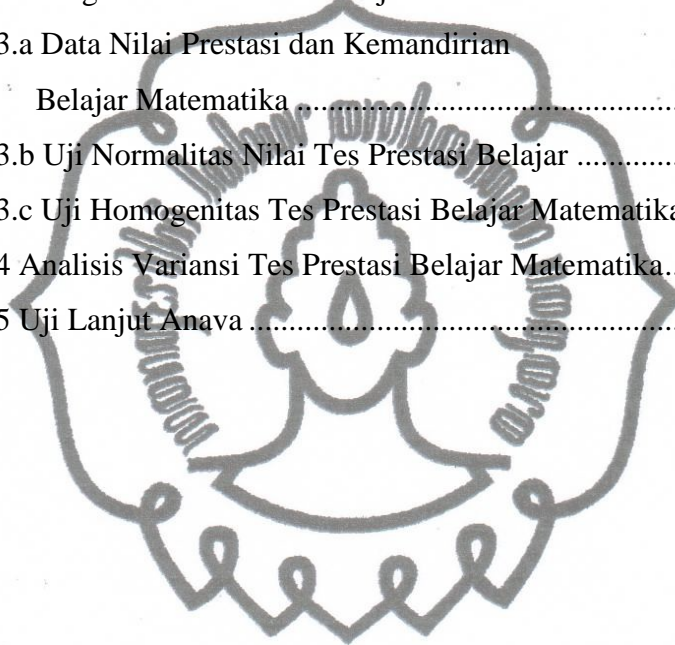 3.a Data Nilai Prestasi dan Kemandirian
Belajar Matematika ..............................................
3.b Uji Normalitas Nilai Tes Prestasi Belajar .............
3.c Uji Homogenitas Tes Prestasi Belajar Matematika
4 Analisis Variansi Tes Prestasi Belajar Matematika..
5 Uji Lanjut Anava ....................................................